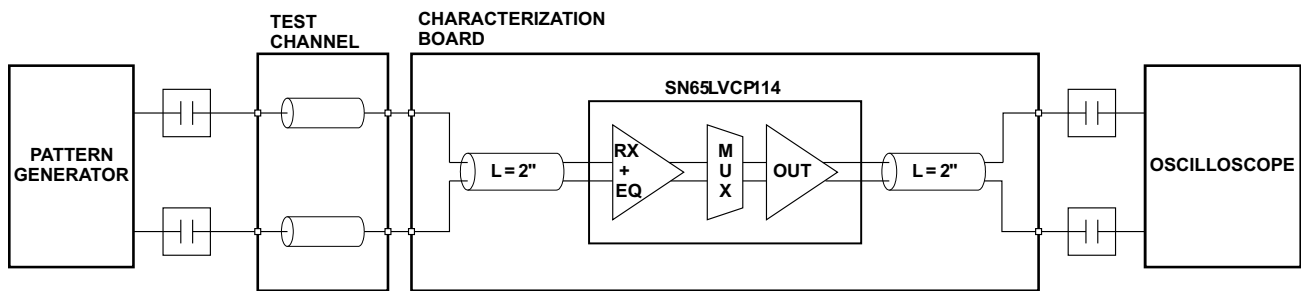 TEST
CHANNEL
CHARACTERIZATION
BOARD
SN65LVCP114
PATTERN
GENERATOR
L = 2"
RX
+
EQ
M
U
X
OUT
L = 2"
OSCILLOSCOPE